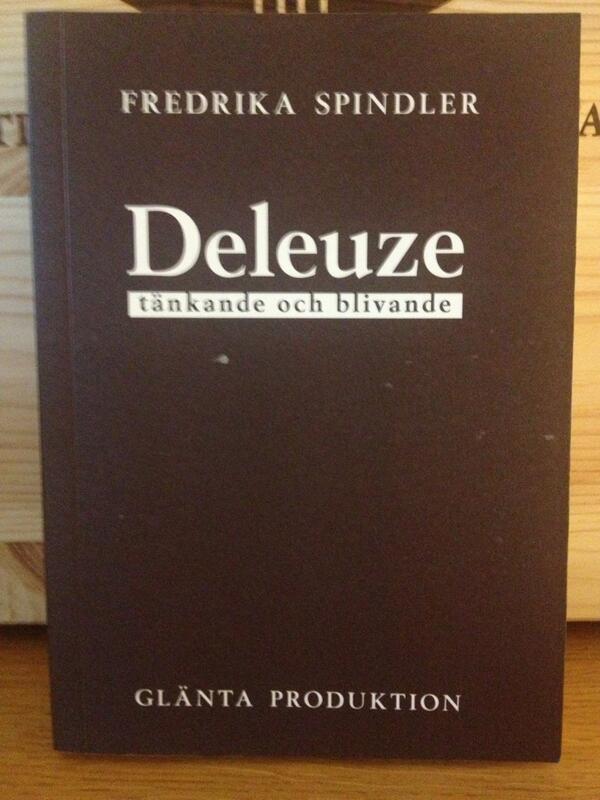 FREDRIKA SPINDLER
Deleuze
tänkande och blivande
GLÄNTA PRODUKTION